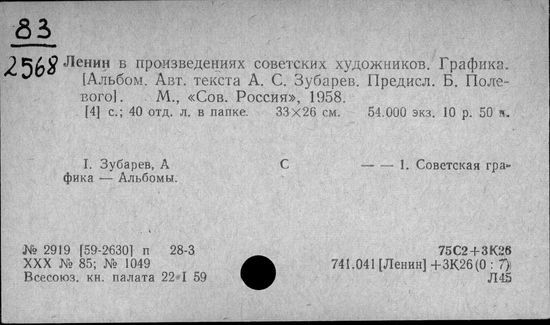 83
2568
Ленин в произведениях советских художников. Графика.
[Альбом. Авт. текста А. С. Зубарев. Предисл. Б. Поле-
вого]. М., «Сов. Россия», 1958.
[4] с.; 40 отд. л. в папке. 33×26 см. 54.000 экз. 10 р. 50 к.
I. Зубарев, А С — — 1. Советская гра-
фика — Альбомы.
№ 2919 [59-2630] п 28-3 75С2+3К26
XXX № 85; № 1049 741.041 [Ленин] +3К26 (0 : 7)
Всесоюз. кн. палата 22 I 59 Л45